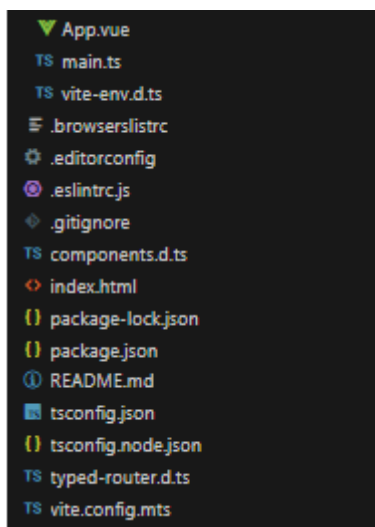 App.vue
TS main.ts
TS vite-env.d.ts
.browserslistrc
.editorconfig
.eslintrc.js
.gitignore
TS components.d.ts
<> index.html
{} package-lock.json
{} package.json
README.md
TS tsconfig.json
{} tsconfig.node.json
TS typed-router.d.ts
TS vite.config.mts